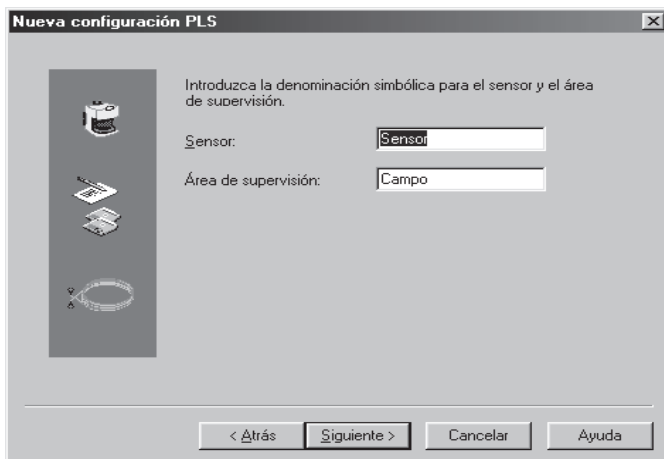 Nueva configuración PLS
Introduzca la denominación simbólica para el sensor y el área
de supervisión.
Sensor: Sensor
Área de supervisión: Campo
< Atrás Siguiente > Cancelar Ayuda